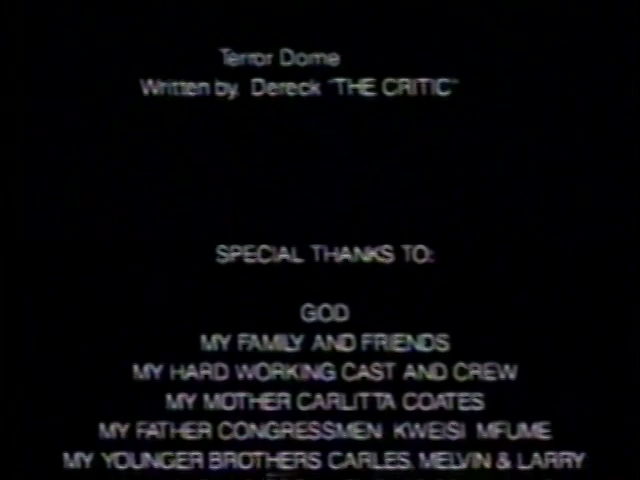 Terror Dome
Written by. Dereck "THE CRITIC"
SPECIAL THANKS TO:
GOD
MY FAMILY AND FRIENDS
MY HARD WORKING CAST AND CREW
MY MOTHER CARLITTA COATES
MY FATHER CONGRESSMEN KWEISI MFUME
MY YOUNGER BROTHERS CARLES, MELVIN & LARRY